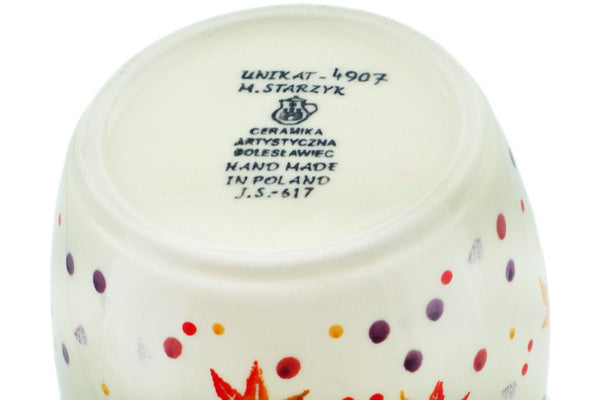 UNIKAT-4907
M.STARZYK
CERAMIKA
ARTYSTYCZNA
BOLESŁAWIEC
HAND MADE
IN POLAND
J.S.-617